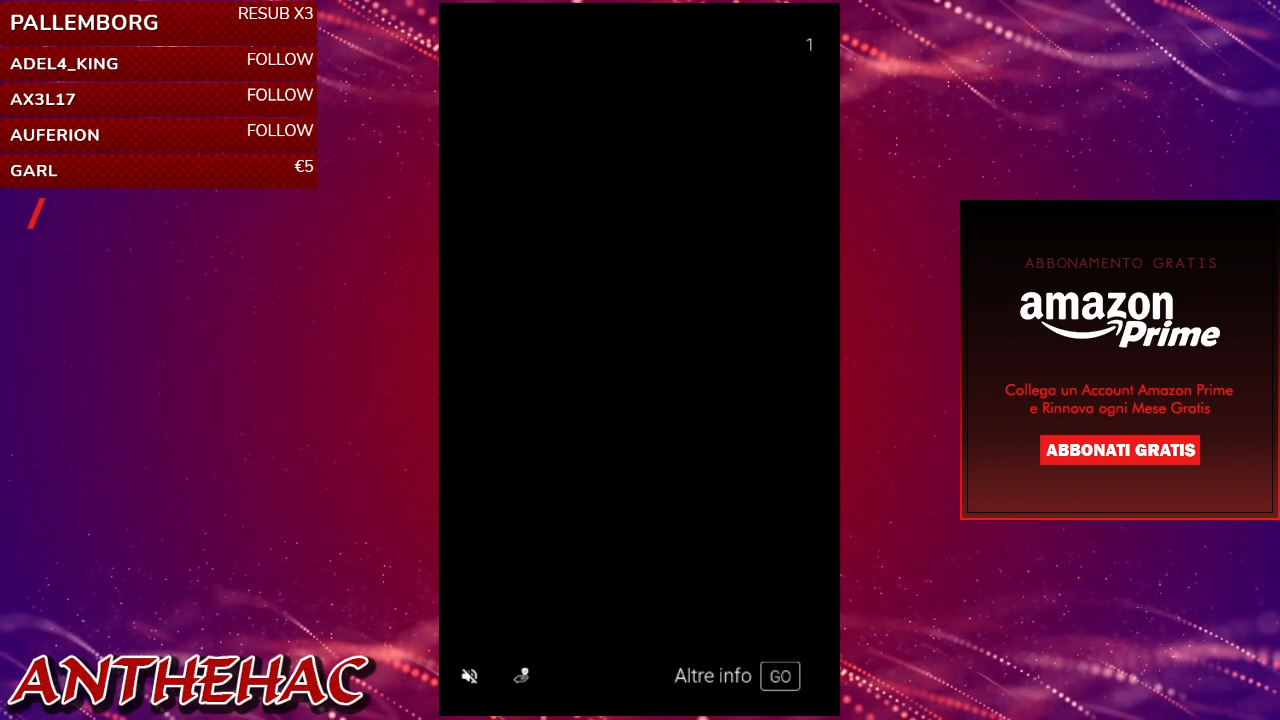 PALLEMBORG RESUB X3
ADEL4_KING FOLLOW
AX3L17 FOLLOW
AUFERION FOLLOW
GARL €5
/
1
ABBONAMENTO GRATIS
amazon
Prime
Collega un Account Amazon Prime
e Rinnova ogni Mese Gratis
ABBONATI GRATIS
Altre info GO
ANTHEHAC